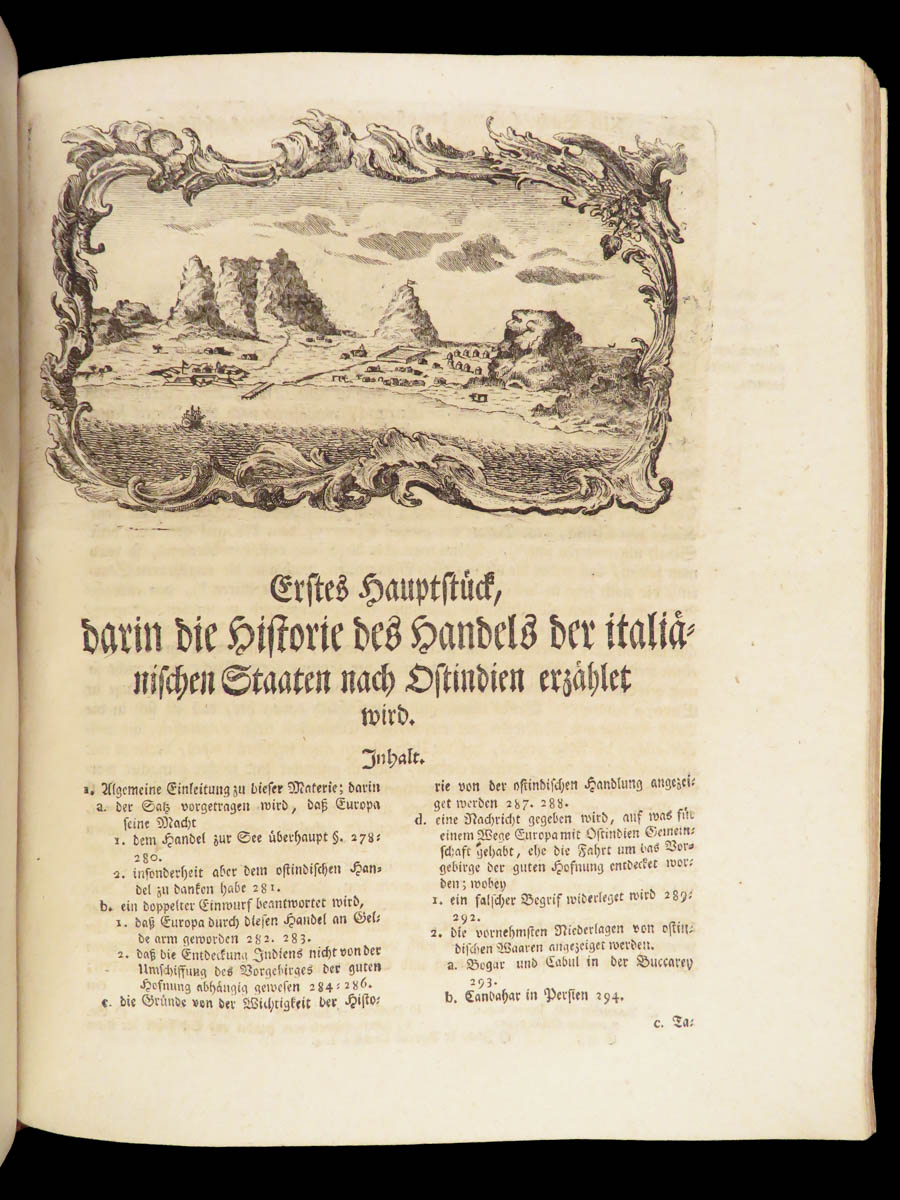 Erstes Hauptstück,
darin die Historie des Handels der italiä-
nischen Staaten nach Ostindien erzählet
wird.
Inhalt.
1. Algemeine Einleitung zu dieser Materie; darin
a. der Satz vorgetragen wird, daß Europa
seine Macht
1. dem Handel zur See überhaupt §. 278-
280.
2. insonderheit aber dem ostindischen Han-
del zu danken habe 281.
b. ein doppelter Einwurf beantwortet wird,
1. daß Europa durch diesen Handel an Gel-
de arm geworden 282. 283.
2. daß die Entdeckung Indiens nicht von der
Umschiffung des Vorgebirges der guten
Hofnung abhängig gewesen 284-286.
c. die Gründe von der Wichtigkeit der Histo-
rie von der ostindischen Handlung angezei-
get werden 287. 288.
d. eine Nachricht gegeben wird, auf was für
einem Wege Europa mit Ostindien Gemein-
schaft gehabt, ehe die Fahrt um das Vor-
gebirge der guten Hofnung entdecket wor-
den; wobey
1. ein falscher Begrif widerleget wird 289-
292.
2. die vornehmsten Niederlagen von ostin-
dischen Waaren angezeiget werden.
a. Bogar und Cabul in der Buccarey
293.
b. Candahar in Persien 294.
c. Ta-